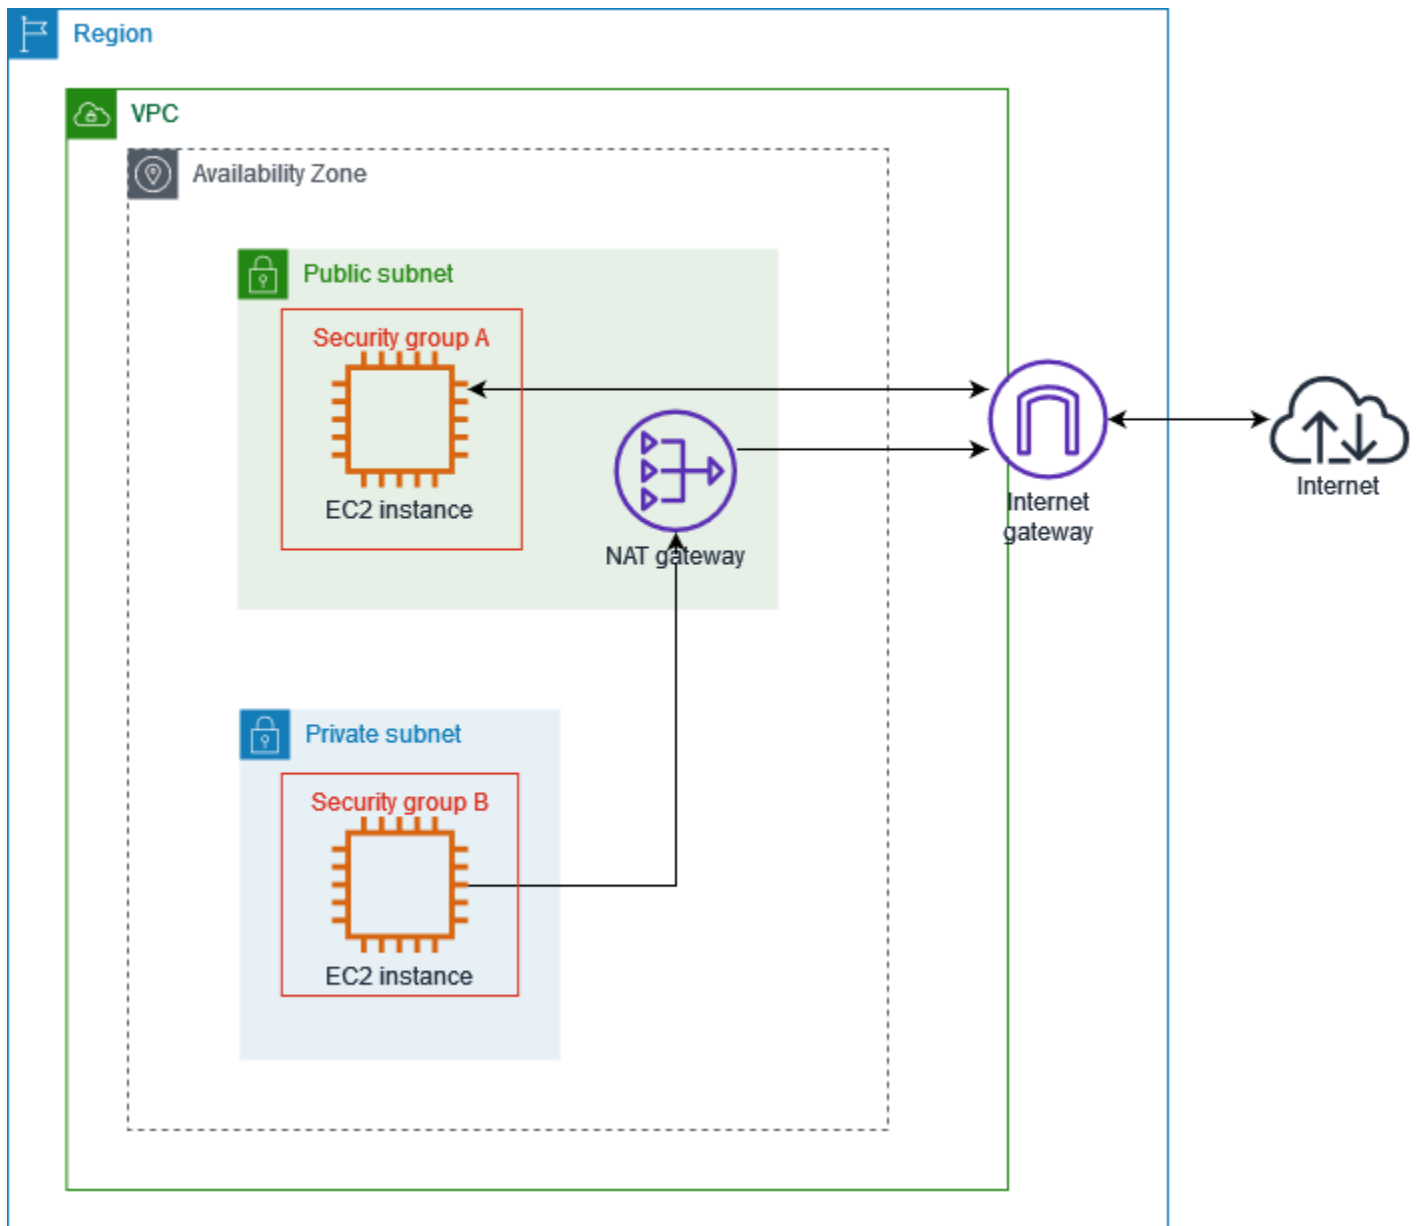 Region
VPC
Availability Zone
Public subnet
Security group A
EC2 instance
NAT gateway
Internet
gateway
Internet
Private subnet
Security group B
EC2 instance